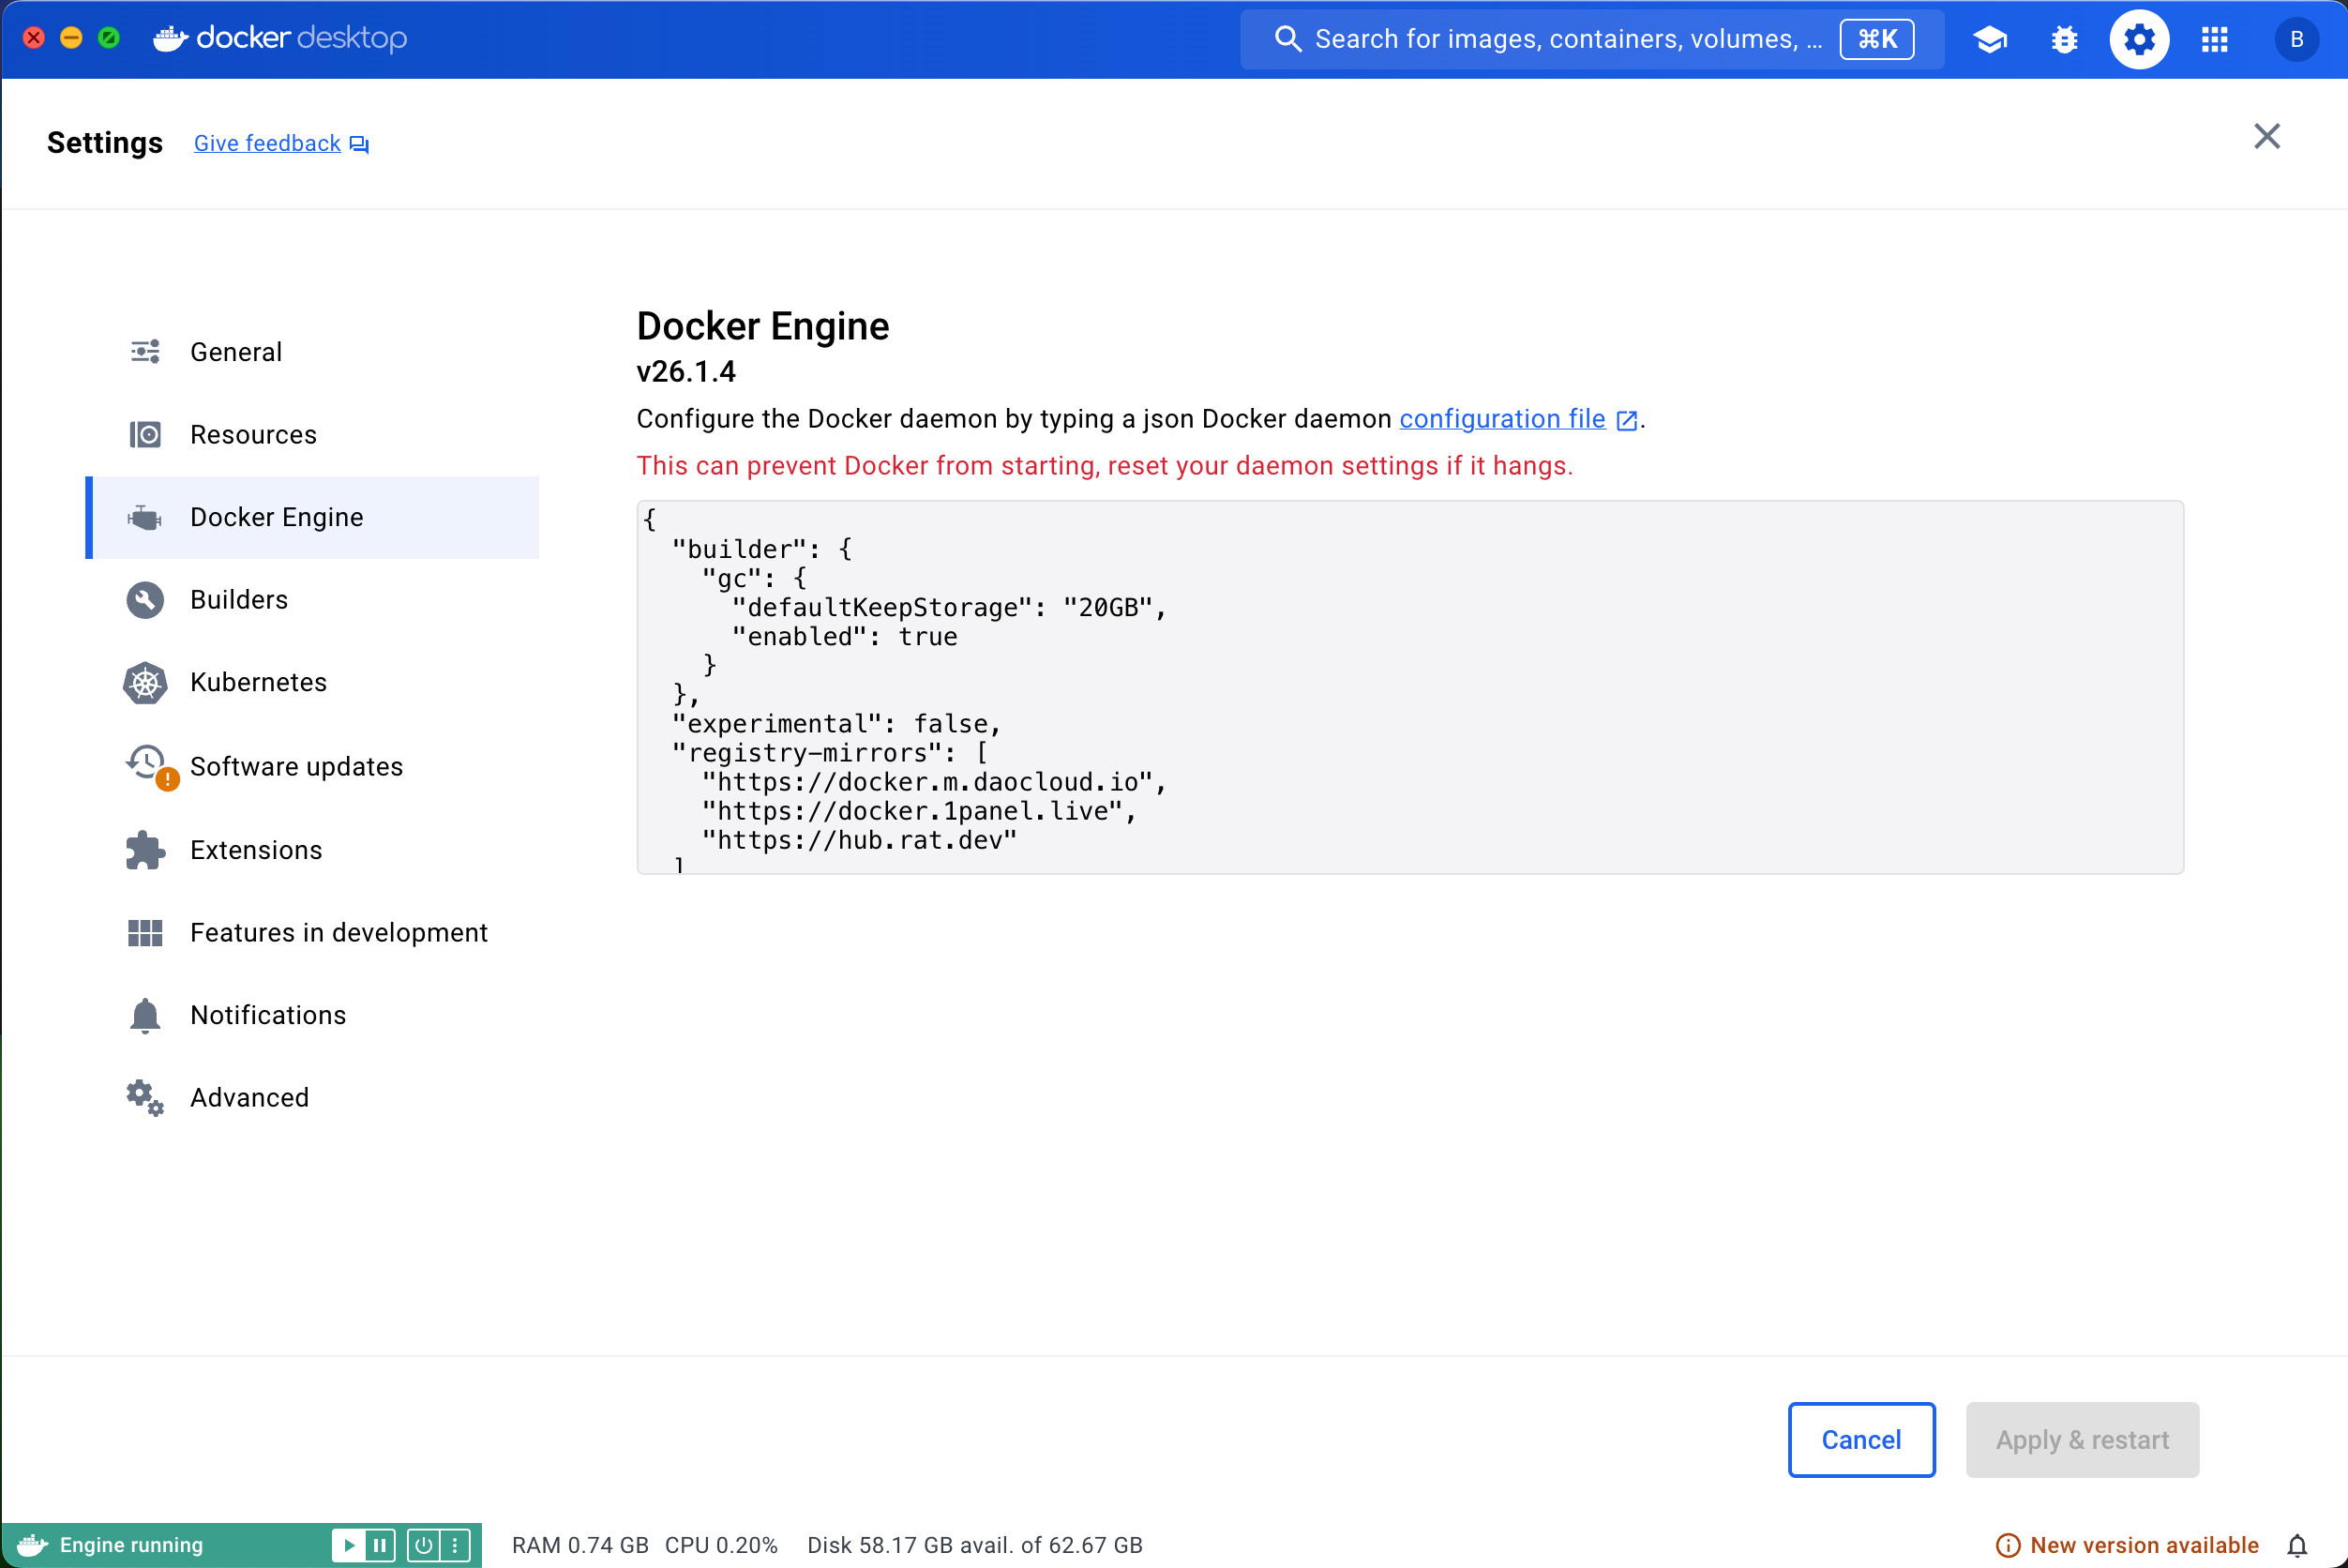 docker desktop
Search for images, containers, volumes, ...
⌘K
B
Settings
Give feedback
General
Resources
Docker Engine
Builders
Kubernetes
Software updates
Extensions
Features in development
Notifications
Advanced
Docker Engine
v26.1.4
Configure the Docker daemon by typing a json Docker daemon configuration file.
This can prevent Docker from starting, reset your daemon settings if it hangs.
{
  "builder": {
    "gc": {
      "defaultKeepStorage": "20GB",
      "enabled": true
    }
  },
  "experimental": false,
  "registry-mirrors": [
    "https://docker.m.daocloud.io",
    "https://docker.1panel.live",
    "https://hub.rat.dev"
  ]
Cancel
Apply & restart
Engine running
RAM 0.74 GB CPU 0.20% Disk 58.17 GB avail. of 62.67 GB
New version available